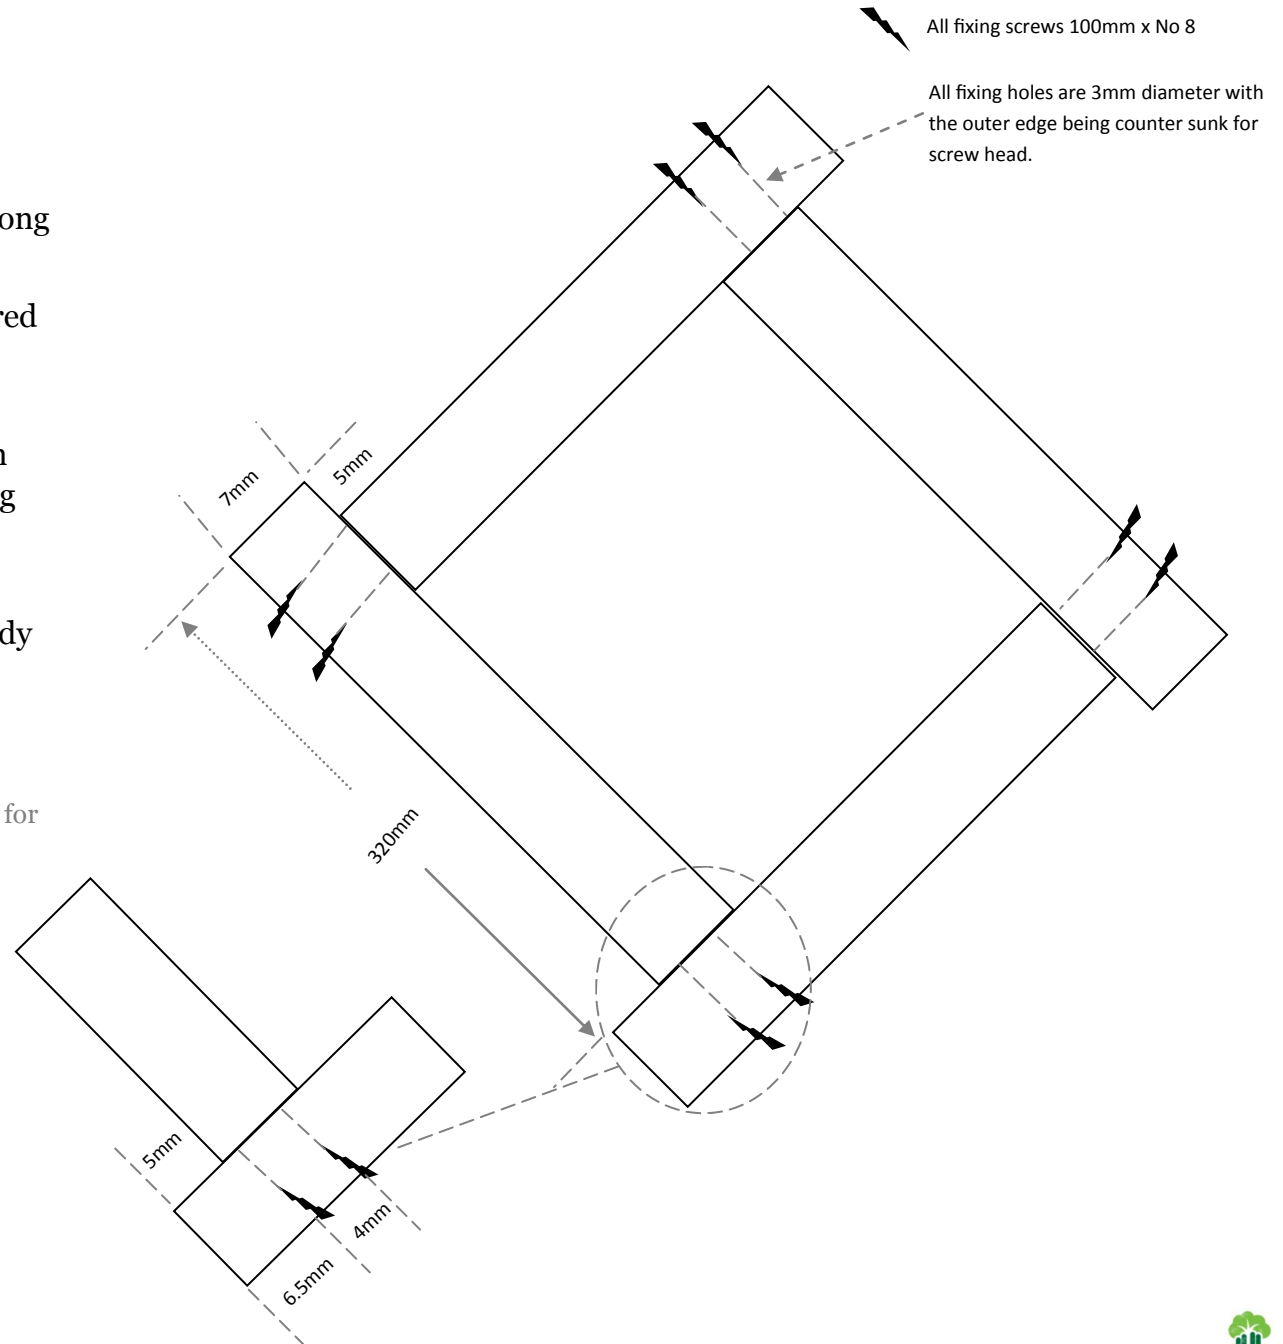 All fixing screws 100mm x No 8
All fixing holes are 3mm diameter with
the outer edge being counter sunk for
screw head.
ong
red
n
g
dy
for
7mm
5mm
320mm
5mm
4mm
6.5mm